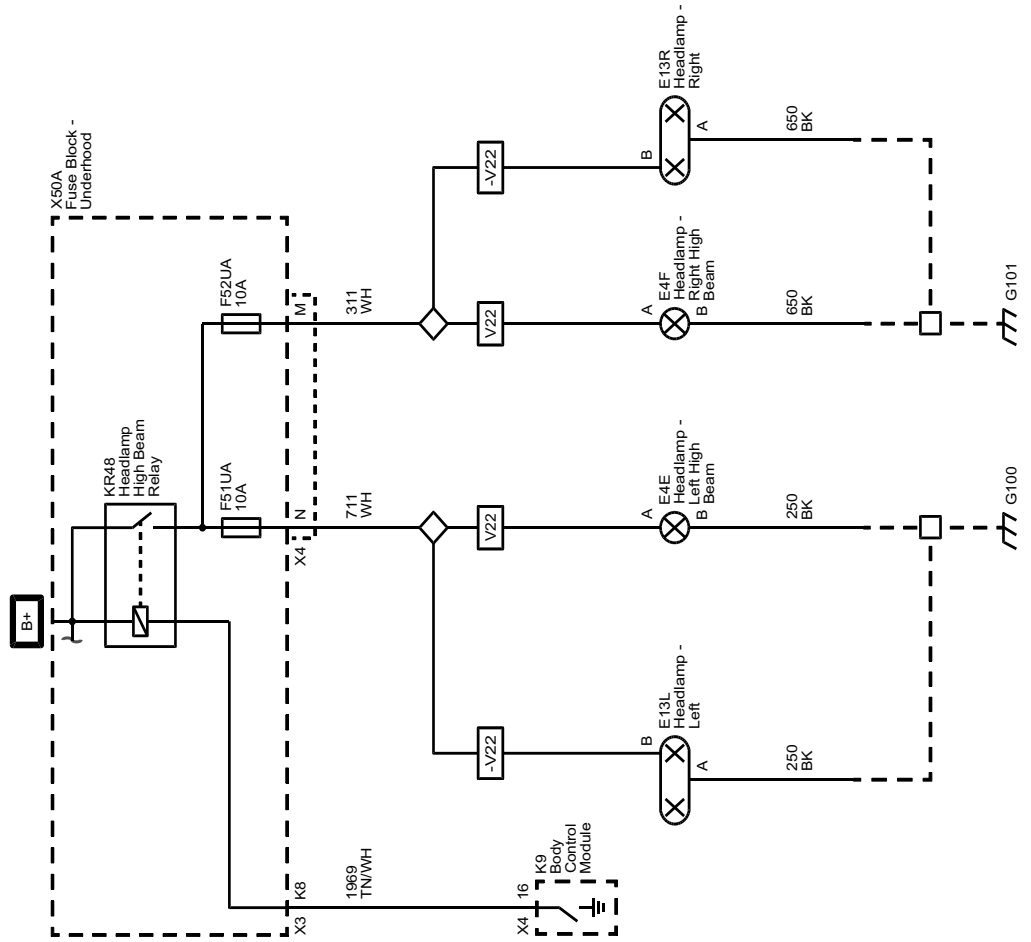 B+
X50A
Fuse Block -
Underhood
KR48
Headlamp
High Beam
Relay
F51UA
10A
F52UA
10A
X3
K8
X4
N
M
1969
TN/WH
711
WH
311
WH
X4
16
K9
Body
Control
Module
-V22
V22
V22
-V22
B
E13L
Headlamp -
Left
A
A
E4E
Headlamp -
Left High
Beam
B
A
E4F
Headlamp -
Right High
Beam
B
B
E13R
Headlamp -
Right
A
250
BK
250
BK
650
BK
650
BK
G100
G101